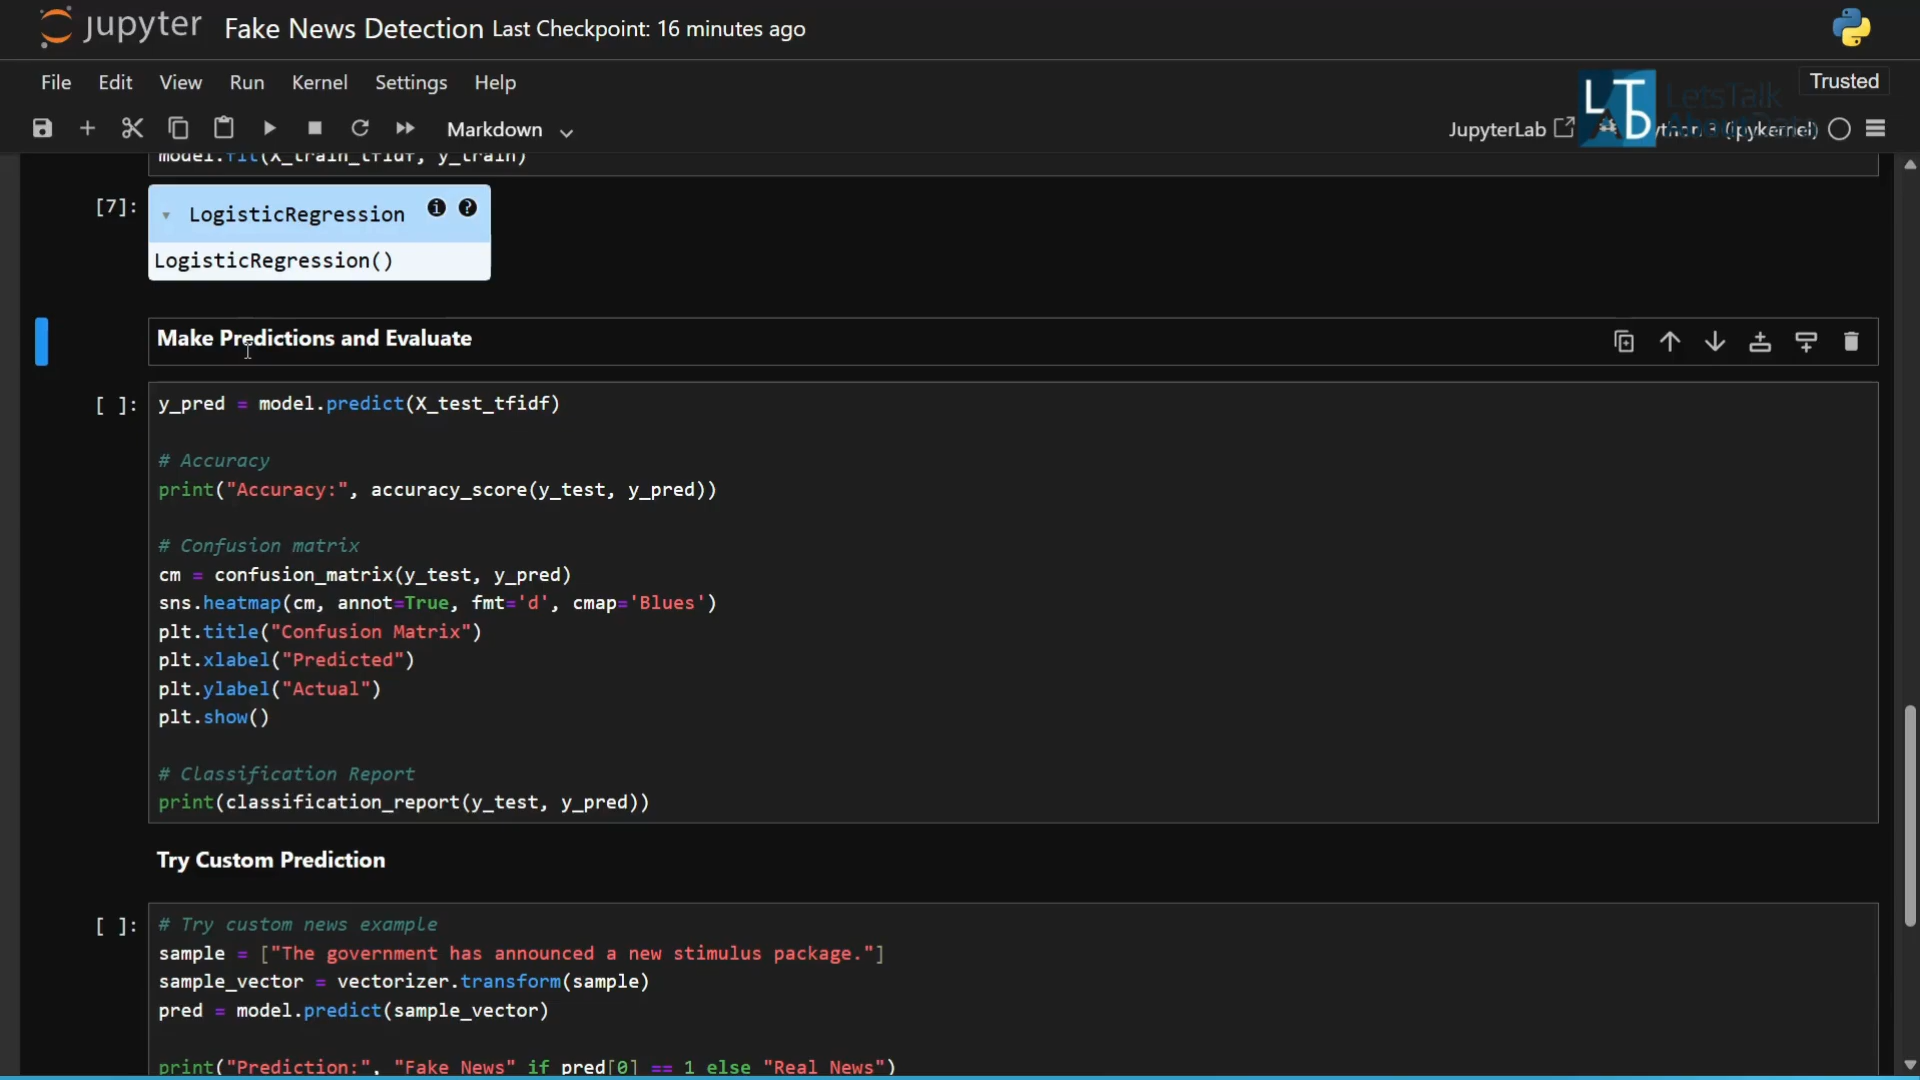 jupyter Fake News Detection Last Checkpoint: 16 minutes ago
File Edit View Run Kernel Settings Help
LTD LetsTalk
Trusted
Markdown
JupyterLab
(ipykernel)
model.fit(X_train_tfidf, y_train)
[7]:
LogisticRegression
LogisticRegression()
Make Predictions and Evaluate
[ ]:
y_pred = model.predict(X_test_tfidf)
# Accuracy
print("Accuracy:", accuracy_score(y_test, y_pred))
# Confusion matrix
cm = confusion_matrix(y_test, y_pred)
sns.heatmap(cm, annot=True, fmt='d', cmap='Blues')
plt.title("Confusion Matrix")
plt.xlabel("Predicted")
plt.ylabel("Actual")
plt.show()
# Classification Report
print(classification_report(y_test, y_pred))
Try Custom Prediction
[ ]:
# Try custom news example
sample = ["The government has announced a new stimulus package."]
sample_vector = vectorizer.transform(sample)
pred = model.predict(sample_vector)
print("Prediction:", "Fake News" if pred[0] == 1 else "Real News")